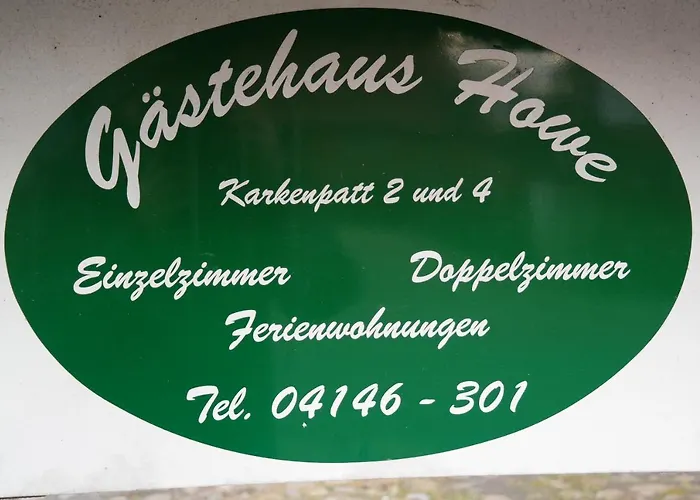 Gästehaus Howe
Karkenpatt 2 und 4
Einzelzimmer Doppelzimmer
Ferienwohnungen
Tel. 04146 - 301